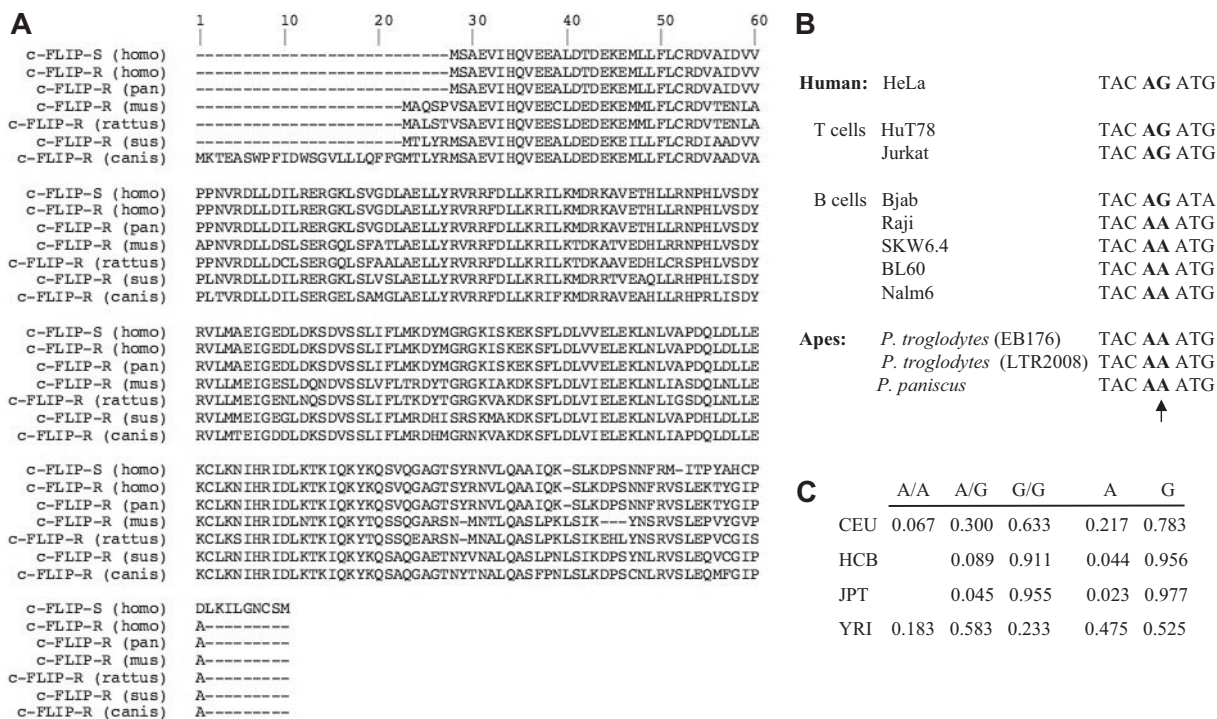 A
1 10 20 30 40 50 60
c-FLIP-S (homo) ---------------------------MSAEVIHQVEEALDTDEKEMLLFLCRDVAIDVV
c-FLIP-R (homo) ---------------------------MSAEVIHQVEEALDTDEKEMLLFLCRDVAIDVV
c-FLIP-R (pan) ---------------------------MSAEVIHQVEEALDTDEKEMLLFLCRDVAIDVV
c-FLIP-R (mus) ----------------------MAQSPVSAEVIHQVEECLDEDEKEMMLFLCRDVTENLA
c-FLIP-R (rattus) ----------------------MALSTVSAEVIHQVEESLDEDEKEMMLFLCRDVTENLA
c-FLIP-R (sus) ----------------------MTLYRMSAEVIHQVEEALDEDEKEILLFLCRDIAADVV
c-FLIP-R (canis) MKTEASWPFIDWSGVLLLQFFGMTLYRMSAEVIHQVEEALDEDEKEMLLFLCRDVAADVA
c-FLIP-S (homo) PPNVRDLLDILRERGKLSVGDLAELLYRVRRFDLLKRILKMDRKAVETHLLRNPHLVSDY
c-FLIP-R (homo) PPNVRDLLDILRERGKLSVGDLAELLYRVRRFDLLKRILKMDRKAVETHLLRNPHLVSDY
c-FLIP-R (pan) PPNVRDLLDILRERGKLSVGDLAELLYRVRRFDLLKRILKMDRKAVETHLLRNPHLVSDY
c-FLIP-R (mus) APNVRDLLDSLSERGQLSFATLAELLYRVRRFDLLKRILKTDKATVEDHLRRNPHLVSDY
c-FLIP-R (rattus) PPNVRDLLDCLSERGQLSFAALAELLYRVRRFDLLKRILKTDKAAVEDHLCRSPHLVSDY
c-FLIP-R (sus) PLNVRDLLDILRERGKLSLVSLAELLYRVRRFDLLKRILKMDRRTVEAQLLRHPHLVSDY
c-FLIP-R (canis) PLTVRDLLDILSERGELSAMGLAELLYRVRRFDLLKRIFKMDRRAVEAHLLHPRLISDY
c-FLIP-S (homo) RVLMAEIGEDLDKSDVSSLIFLMKDYMGRGKISKEKSFLDLVVELEKLNLVAPDQLDLLE
c-FLIP-R (homo) RVLMAEIGEDLDKSDVSSLIFLMKDYMGRGKISKEKSFLDLVVELEKLNLVAPDQLDLLE
c-FLIP-R (pan) RVLMAEIGEDLDKSDVSSLIFLMKDYMGRGKISKEKSFLDLVVELEKLNLVAPDQLDLLE
c-FLIP-R (mus) RVLLMEIGESLDQNDVSSLVFLTRDYTGRGKIAKDKSFLDLVIELEKLNLIASDQLNLLE
c-FLIP-R (rattus) RVLLMEIGENLNQSDVSSLIFLTKDYTGRGKVAKDKSFLDLVIELEKLNLIGSDQLNLLE
c-FLIP-R (sus) RVLMMEIGEGLDKSDVSSLIFLMRDHISRSKMAKDKSFLDLVIELEKLNLVAPDHLDLLE
c-FLIP-R (canis) RVLMTEIGDDLDKSDVSSLIFLMRDHMGRNKVAKDKSFLDLVIELEKLNLIAPDQLDLLE
c-FLIP-S (homo) KCLKNIHRIDLKTKIQKYKQSVQGAGTSYRNVLQAAIQK-SLKDPSNNFRM-ITPYAHCP
c-FLIP-R (homo) KCLKNIHRIDLKTKIQKYKQSVQGAGTSYRNVLQAAIQK-SLKDPSNNFRVSLEKTYGIP
c-FLIP-R (pan) KCLKNIHRIDLKTKIQKYKQSVQGAGTSYRNVLQAAIQK-SLKDPSNNFRVSLEKTYGIP
c-FLIP-R (mus) KCLKNIHRIDLNTKIQKYTQSSQGARSN-MNTLQASLPKLSIK---YNSRVSLEPVYGVP
c-FLIP-R (rattus) KCLKSIHRIDLKTKIQKYTQSSQEARSN-MNVLQASLPKLSIKEHLYNSRVSLEPVCGIS
c-FLIP-R (sus) KCLRNIHRIDLKTKIQKYKQSAQGAETNYVNALQASLPNLSIKDPSYNLRVSLEQVCGIP
c-FLIP-R (canis) KCLKNIHRIDLKTKIQKYKQSAQGAGTNYTNALQASFPNLSLKDPSCNLRVSLEQMFGIP
c-FLIP-S (homo) DLKILGNCSM
c-FLIP-R (homo) A---------
c-FLIP-R (pan) A---------
c-FLIP-R (mus) A---------
c-FLIP-R (rattus) A---------
c-FLIP-R (sus) A---------
c-FLIP-R (canis) A---------
B
Human: HeLa TAC AG ATG
T cells HuT78 TAC AG ATG
Jurkat TAC AG ATG
B cells Bjab TAC AG ATA
Raji TAC AA ATG
SKW6.4 TAC AA ATG
BL60 TAC AA ATG
Nalm6 TAC AA ATG
Apes: P. troglodytes (EB176) TAC AA ATG
P. troglodytes (LTR2008) TAC AA ATG
P. paniscus TAC AA ATG
C
A/A A/G G/G A G
CEU 0.067 0.300 0.633 0.217 0.783
HCB 0.089 0.911 0.044 0.956
JPT 0.045 0.955 0.023 0.977
YRI 0.183 0.583 0.233 0.475 0.525